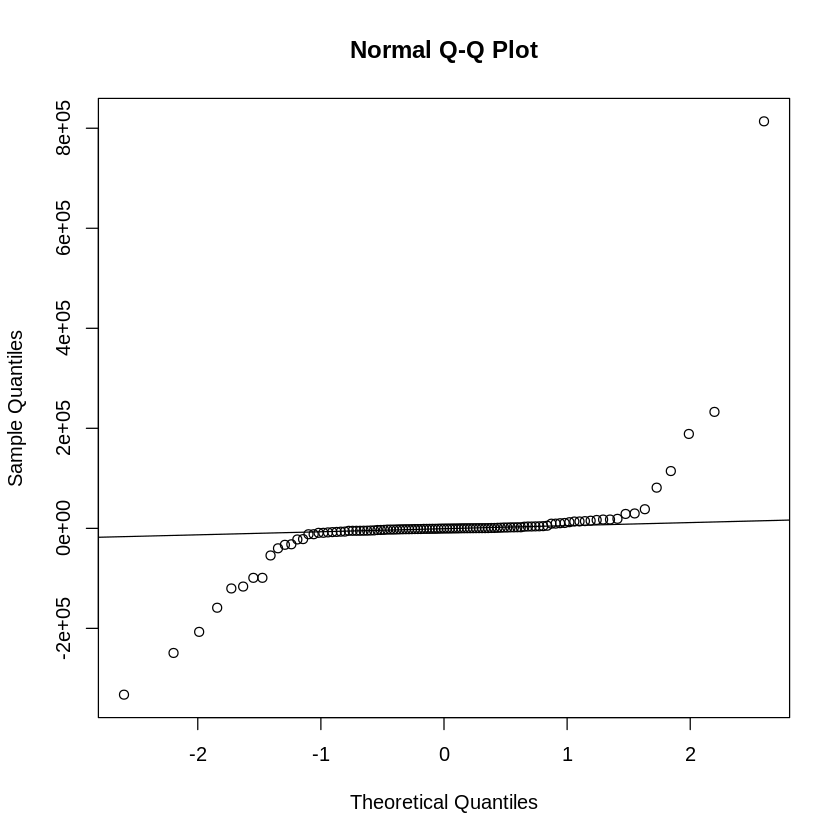 Normal Q-Q Plot
8e+05
6e+05
4e+05
2e+05
0e+00
-2e+05
Sample Quantiles
-2 -1 0 1 2
Theoretical Quantiles